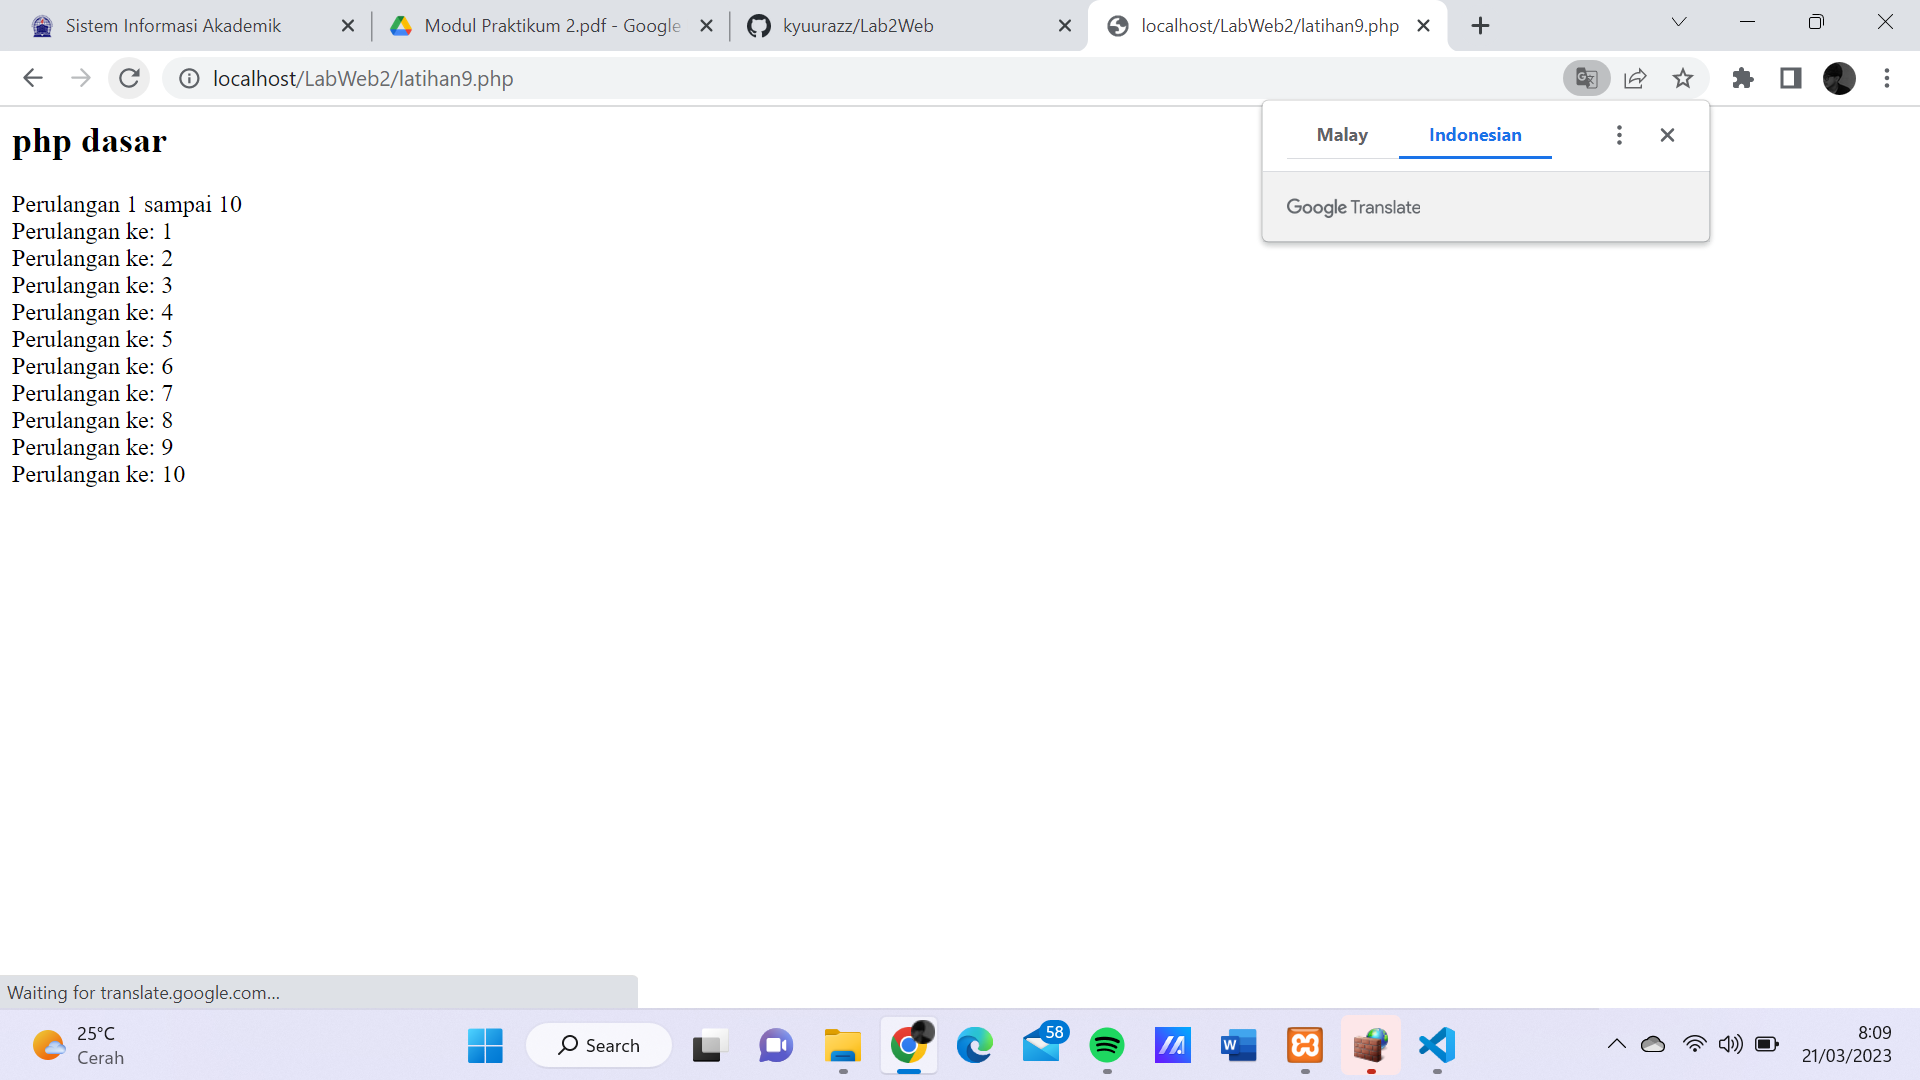 Sistem Informasi Akademik
Modul Praktikum 2.pdf - Google
kyuurazz/Lab2Web
localhost/LabWeb2/latihan9.php
localhost/LabWeb2/latihan9.php
Malay Indonesian
Google Translate
php dasar
Perulangan 1 sampai 10
Perulangan ke: 1
Perulangan ke: 2
Perulangan ke: 3
Perulangan ke: 4
Perulangan ke: 5
Perulangan ke: 6
Perulangan ke: 7
Perulangan ke: 8
Perulangan ke: 9
Perulangan ke: 10
Waiting for translate.google.com...
25°C
Cerah
Search
58
8:09
21/03/2023